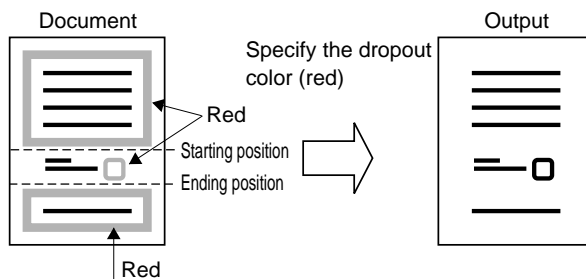 Document
Output
Specify the dropout
color (red)
Red
Starting position
Ending position
Red